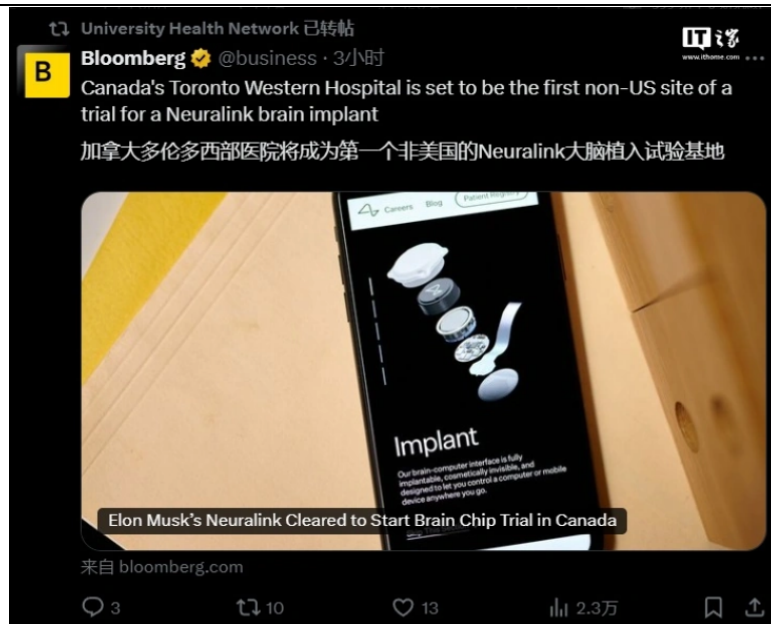 University Health Network 已转帖
IT之家
www.ithome.com
B
Bloomberg @business · 3小时
Canada's Toronto Western Hospital is set to be the first non-US site of a
trial for a Neuralink brain implant
加拿大多伦多西部医院将成为第一个非美国的Neuralink大脑植入试验基地
Careers Blog Patient Registry
Implant
Our brain-computer interface is fully
implantable, cosmetically invisible, and
designed to let you control a computer or mobile
device anywhere you go.
Elon Musk's Neuralink Cleared to Start Brain Chip Trial in Canada
来自 bloomberg.com
3 10 13 2.3万